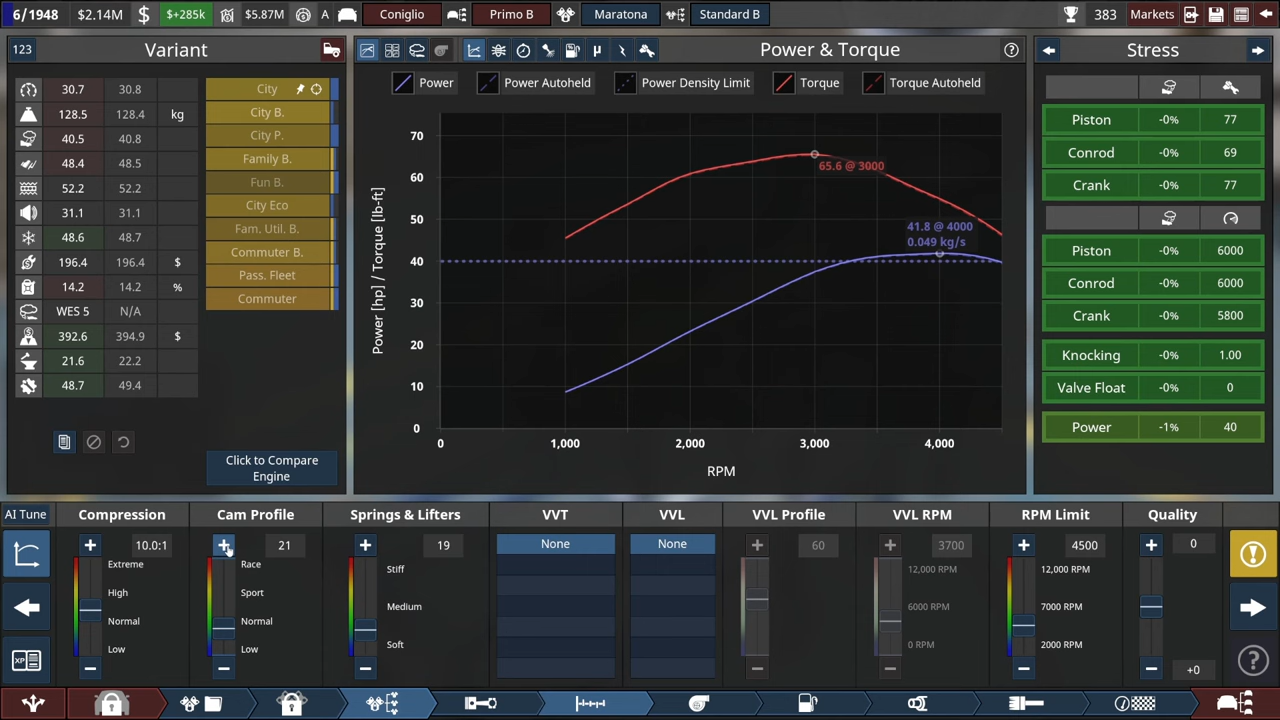 6/1948 $2.14M $+285k $5.87M A Coniglio Primo B Maratona Standard B 383 Markets
123 Variant
30.7 30.8
128.5 128.4 kg
40.5 40.8
48.4 48.5
52.2 52.2
31.1 31.1
48.6 48.7
196.4 196.4 $
14.2 14.2 %
WES 5 N/A
392.6 394.9 $
21.6 22.2
48.7 49.4
City
City B.
City P.
Family B.
Fun B.
City Eco
Fam. Util. B.
Commuter B.
Pass. Fleet
Commuter
Click to Compare
Engine
Power & Torque
Power Power Autoheld Power Density Limit Torque Torque Autoheld
Power [hp] / Torque [lb-ft]
70
60
50
40
30
20
10
0
65.6 @ 3000
41.8 @ 4000
0.049 kg/s
0 1,000 2,000 3,000 4,000
RPM
Stress
Piston -0% 77
Conrod -0% 69
Crank -0% 77
Piston -0% 6000
Conrod -0% 6000
Crank -0% 5800
Knocking -0% 1.00
Valve Float -0% 0
Power -1% 40
AI Tune
XP
Compression
+ 10.0:1
Extreme
High
Normal
Low
−
Cam Profile
+ 21
Race
Sport
Normal
Low
−
Springs & Lifters
+ 19
Stiff
Medium
Soft
−
VVT
None
VVL
None
VVL Profile
+ 60
−
VVL RPM
+ 3700
12,000 RPM
6000 RPM
0 RPM
−
RPM Limit
+ 4500
12,000 RPM
7000 RPM
2000 RPM
−
Quality
+ 0
− +0